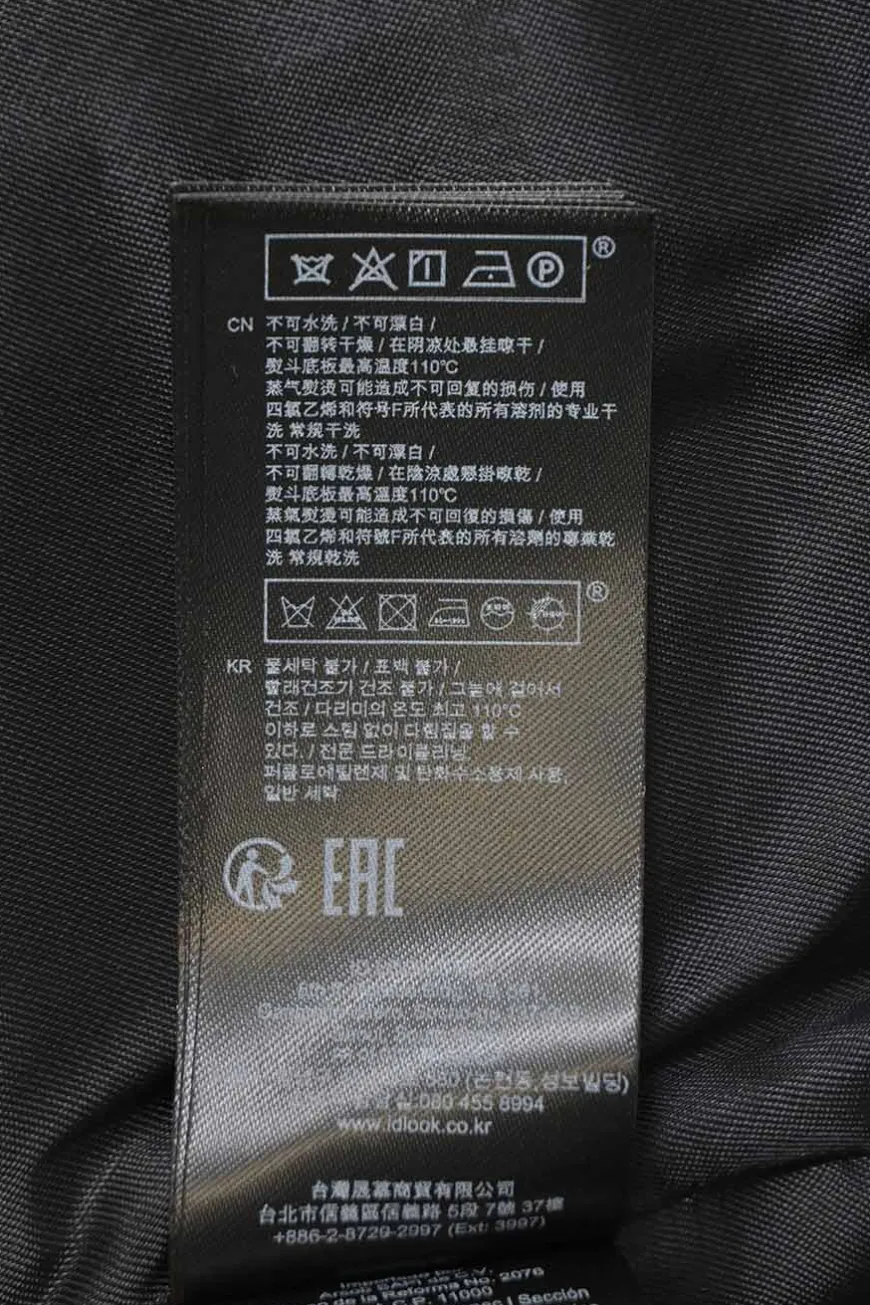 ®
P
CN 不可水洗 / 不可漂白 /
不可翻转干燥 / 在阴凉处悬挂晾干 /
熨斗底板最高温度110°C
蒸气熨烫可能造成不可回复的损伤 / 使用
四氯乙烯和符号F所代表的所有溶剂的专业干
洗 常规干洗
不可水洗 / 不可漂白 /
不可翻轉乾燥 / 在陰涼處懸掛晾乾 /
熨斗底板最高溫度110°C
蒸氣熨燙可能造成不可回復的損傷 / 使用
四氯乙烯和符號F所代表的所有溶劑的專業乾
洗 常規乾洗
®
KR 물세탁 불가 / 표백 불가 /
빨래건조기 건조 불가 / 그늘에 걸어서
건조 / 다리미의 온도 최고 110°C
이하로 스팀 없이 다림질을 할 수
있다. / 전문 드라이클리닝
퍼클로에틸렌제 및 탄화수소용제 사용,
일반 세탁
EAC
성보빌딩)
080 455 8994
www.idlook.co.kr
台灣晟慕商貿有限公司
台北市信義區信義路 5段 7號 37樓
+886-2-8729-2997 (Ext: 3997)
de la Reforma No. 2076
C.P. 11000
Sección